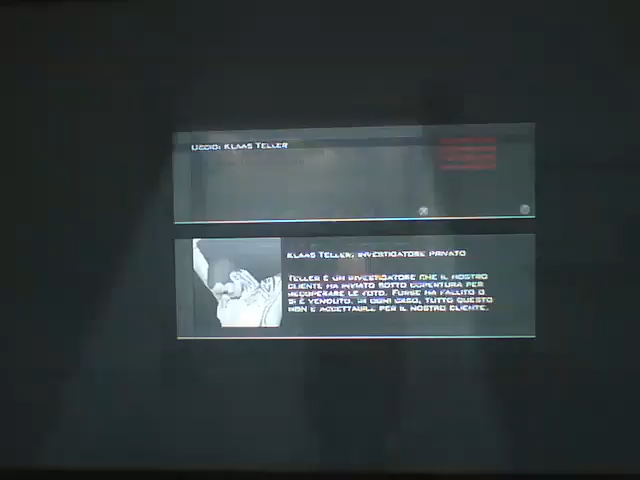 Uccidi Klaas Teller
Klaas Teller, investigatore privato
Teller è un investigatore che il nostro
cliente ha inviato sotto copertura per
recuperare le foto. Forse ha fallito o
si è venduto. In ogni caso, tutto questo
non è accettabile per il nostro cliente.